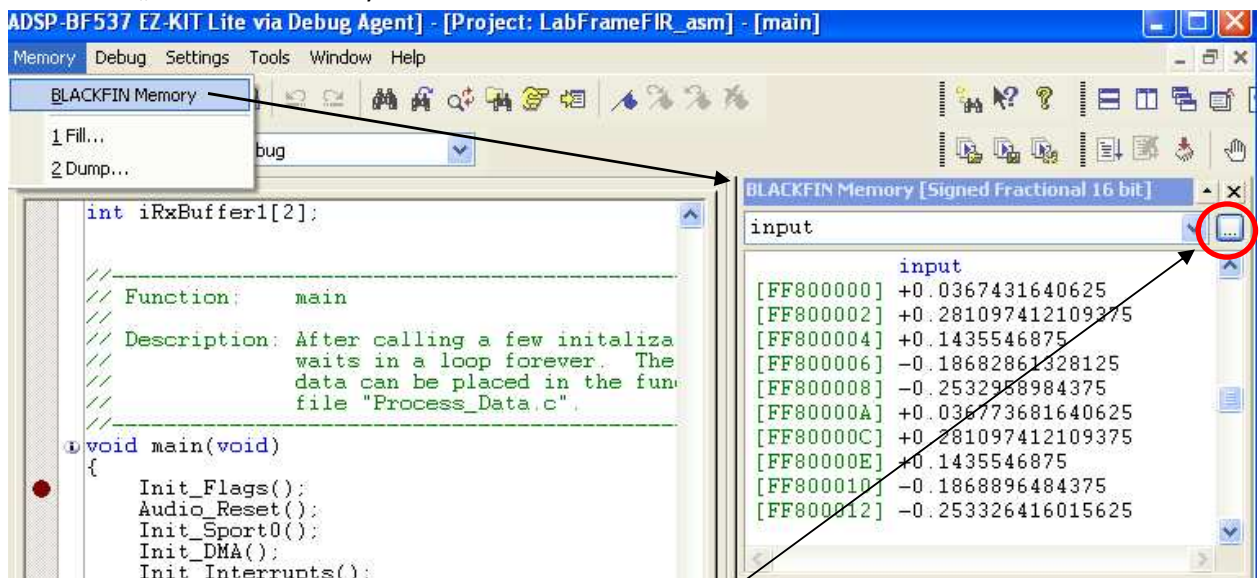 ADSP-BF537 EZ-KIT Lite via Debug Agent] - [Project: LabFrameFIR_asm] - [main]
Memory Debug Settings Tools Window Help
BLACKFIN Memory
1 Fill...
2 Dump...
bug
int iRxBuffer1[2];
//
// Function: main
//
// Description: After calling a few initaliza
// waits in a loop forever. The
// data can be placed in the fun
// file "Process_Data.c".
//
void main(void)
{
Init_Flags();
Audio_Reset();
Init_Sport0();
Init_DMA();
Init_Interrupts();
BLACKFIN Memory [Signed Fractional 16 bit]
input
...
input
[FF800000] +0.0367431640625
[FF800002] +0.281097412109375
[FF800004] +0.1435546875
[FF800006] -0.18682861328125
[FF800008] -0.2532958984375
[FF80000A] +0.036773681640625
[FF80000C] +0.281097412109375
[FF80000E] +0.1435546875
[FF800010] -0.1868896484375
[FF800012] -0.253326416015625